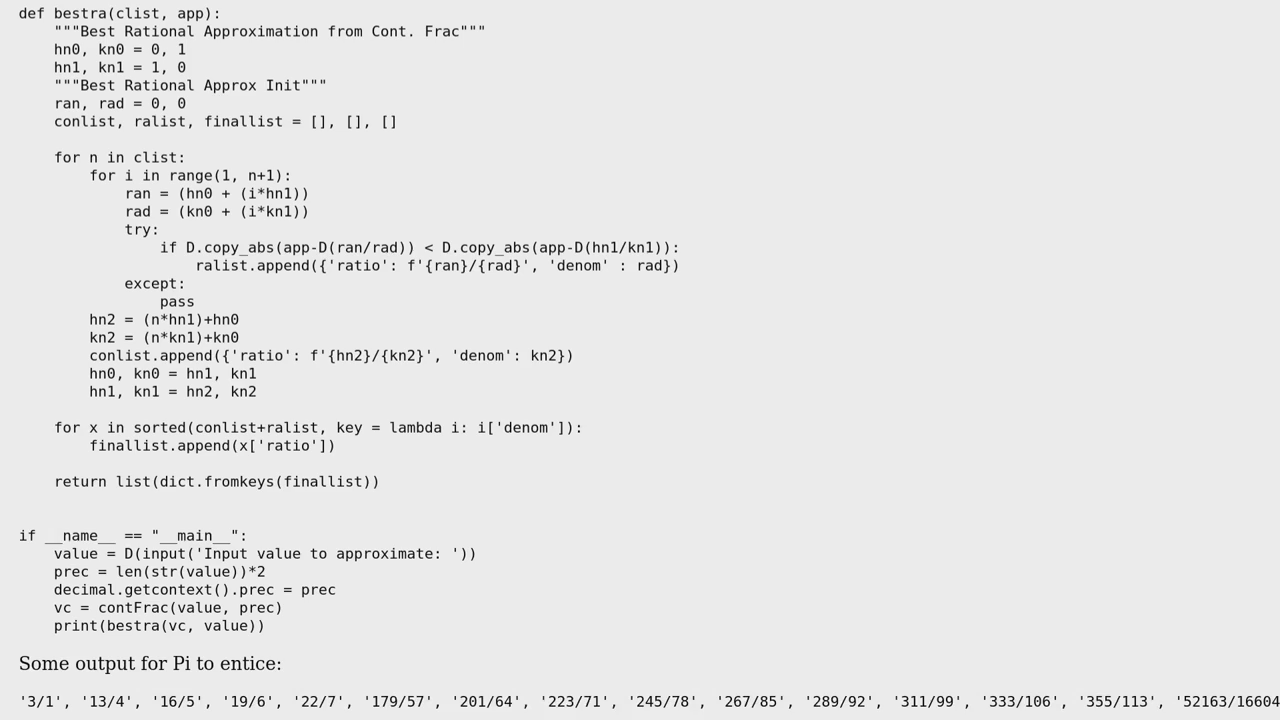 def bestra(clist, app):
    """Best Rational Approximation from Cont. Frac"""
    hn0, kn0 = 0, 1
    hn1, kn1 = 1, 0
    """Best Rational Approx Init"""
    ran, rad = 0, 0
    conlist, ralist, finallist = [], [], []

    for n in clist:
        for i in range(1, n+1):
            ran = (hn0 + (i*hn1))
            rad = (kn0 + (i*kn1))
            try:
                if D.copy_abs(app-D(ran/rad)) < D.copy_abs(app-D(hn1/kn1)):
                    ralist.append({'ratio': f'{ran}/{rad}', 'denom' : rad})
            except:
                pass
        hn2 = (n*hn1)+hn0
        kn2 = (n*kn1)+kn0
        conlist.append({'ratio': f'{hn2}/{kn2}', 'denom': kn2})
        hn0, kn0 = hn1, kn1
        hn1, kn1 = hn2, kn2

    for x in sorted(conlist+ralist, key = lambda i: i['denom']):
        finallist.append(x['ratio'])

    return list(dict.fromkeys(finallist))


if __name__ == "__main__":
    value = D(input('Input value to approximate: '))
    prec = len(str(value))*2
    decimal.getcontext().prec = prec
    vc = contFrac(value, prec)
    print(bestra(vc, value))

Some output for Pi to entice:

'3/1', '13/4', '16/5', '19/6', '22/7', '179/57', '201/64', '223/71', '245/78', '267/85', '289/92', '311/99', '333/106', '355/113', '52163/16604